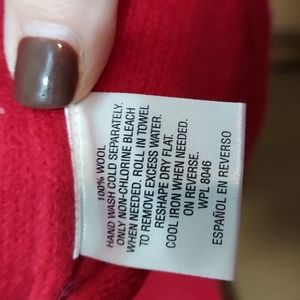 100% WOOL
HAND WASH COLD SEPARATELY.
ONLY NON-CHLORINE BLEACH
WHEN NEEDED, ROLL IN TOWEL
TO REMOVE EXCESS WATER.
RESHAPE DRY FLAT.
COOL IRON WHEN NEEDED.
ON REVERSE.
WPL 8046
ESPAÑOL EN REVERSO